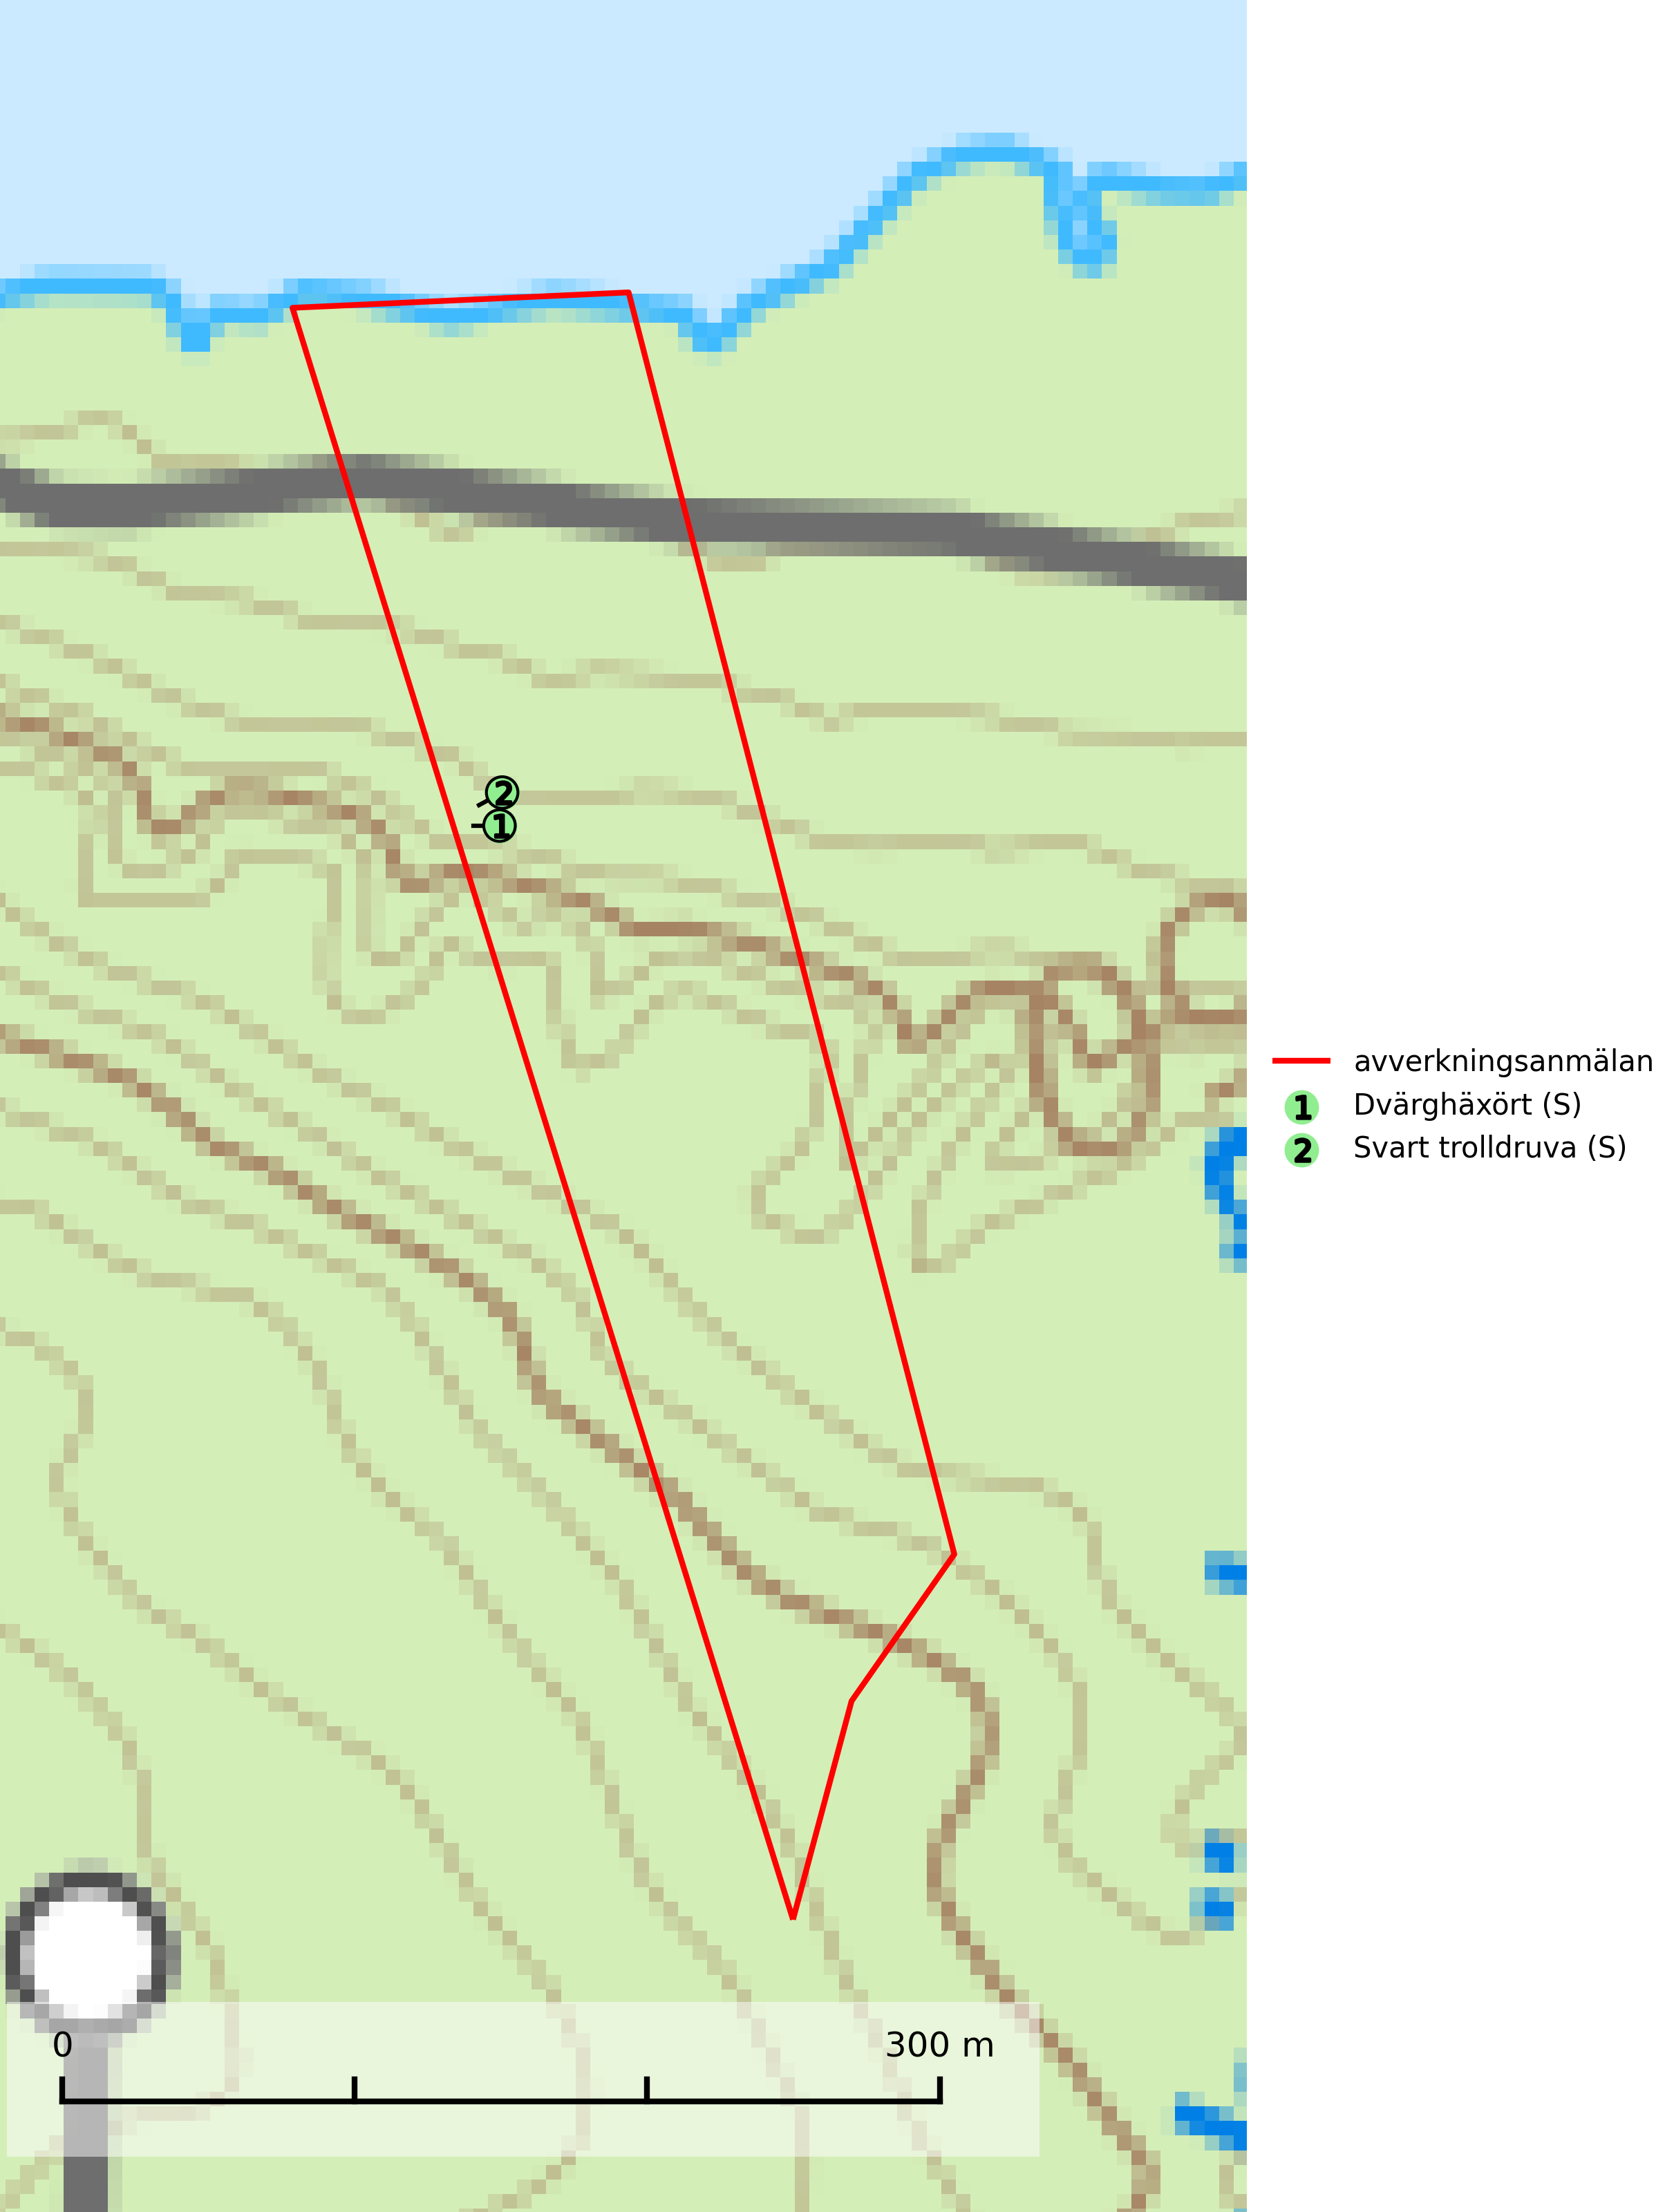 2
1
avverkningsanmälan
1 Dvärghäxört (S)
2 Svart trolldruva (S)
0 300 m